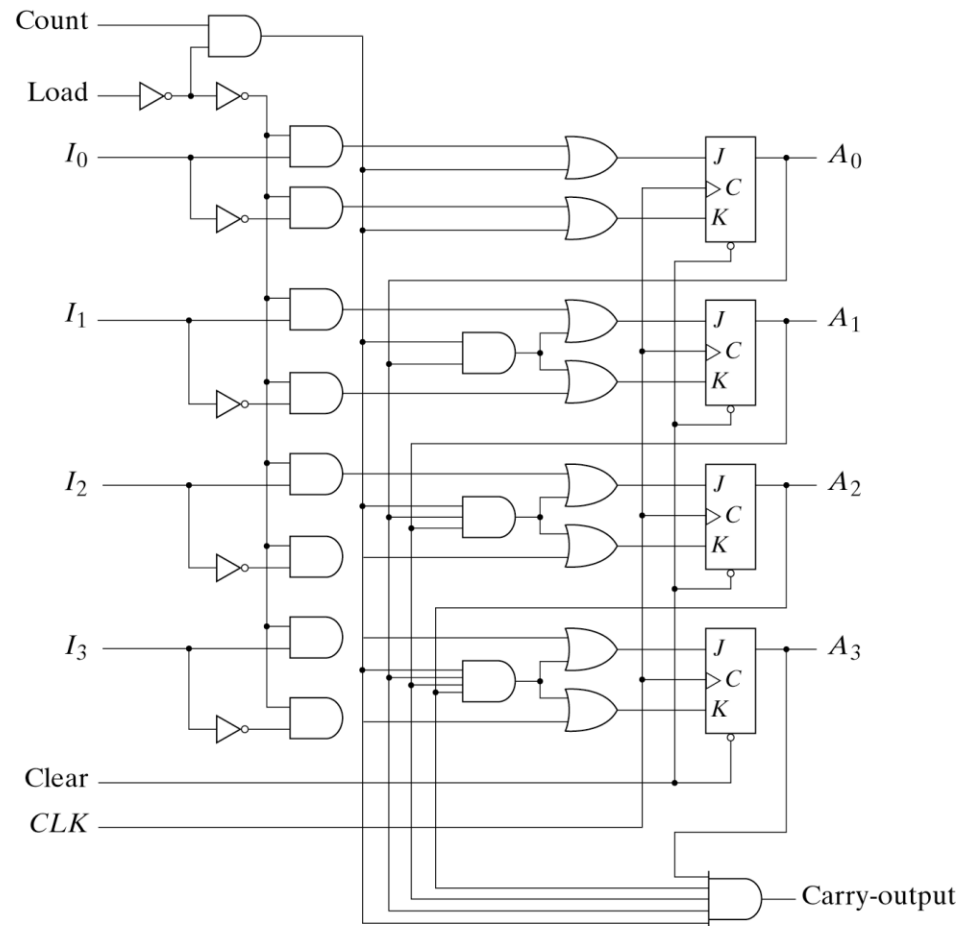 Count
Load
I0
J
A0
C
K
I1
J
A1
C
K
I2
J
A2
C
K
I3
J
A3
C
K
Clear
CLK
Carry-output